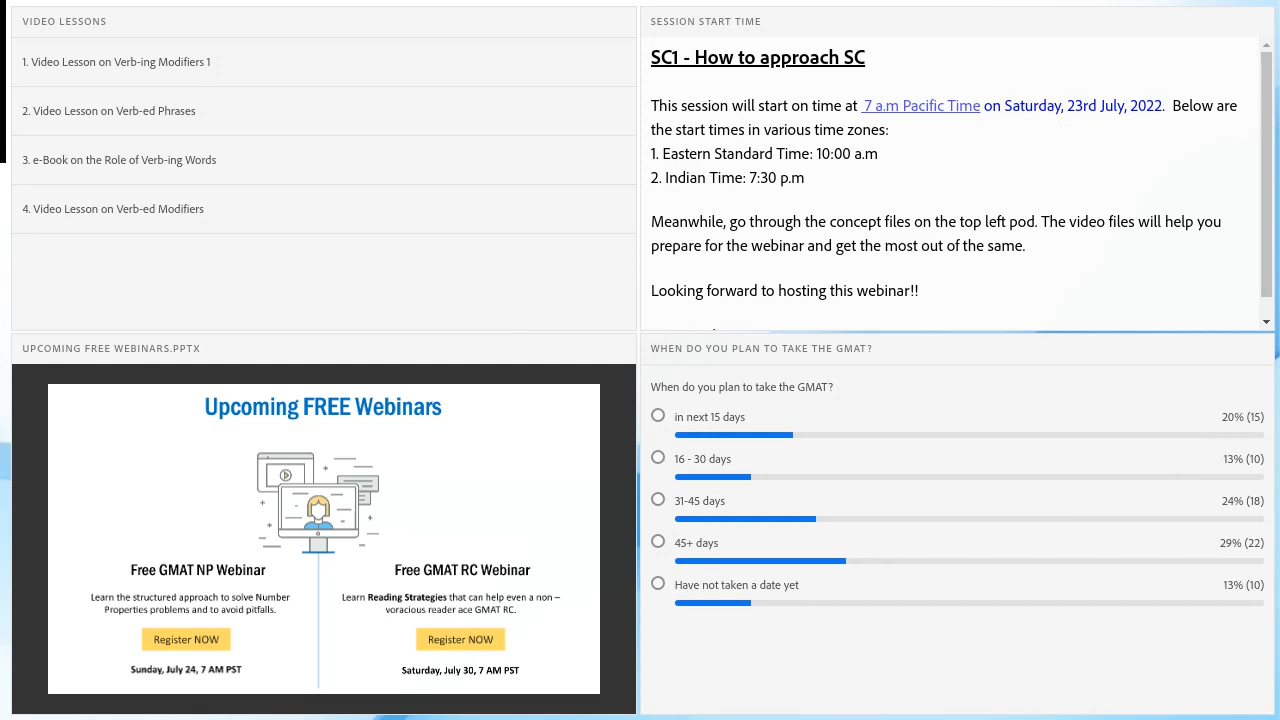 VIDEO LESSONS
1. Video Lesson on Verb-ing Modifiers 1
2. Video Lesson on Verb-ed Phrases
3. e-Book on the Role of Verb-ing Words
4. Video Lesson on Verb-ed Modifiers
SESSION START TIME
SC1 - How to approach SC
This session will start on time at 7 a.m Pacific Time on Saturday, 23rd July, 2022. Below are
the start times in various time zones:
1. Eastern Standard Time: 10:00 a.m
2. Indian Time: 7:30 p.m
Meanwhile, go through the concept files on the top left pod. The video files will help you
prepare for the webinar and get the most out of the same.
Looking forward to hosting this webinar!!
UPCOMING FREE WEBINARS.PPTX
Upcoming FREE Webinars
Free GMAT NP Webinar
Learn the structured approach to solve Number
Properties problems and to avoid pitfalls.
Register NOW
Sunday, July 24, 7 AM PST
Free GMAT RC Webinar
Learn Reading Strategies that can help even a non –
voracious reader ace GMAT RC.
Register NOW
Saturday, July 30, 7 AM PST
WHEN DO YOU PLAN TO TAKE THE GMAT?
When do you plan to take the GMAT?
in next 15 days 20% (15)
16 - 30 days 13% (10)
31-45 days 24% (18)
45+ days 29% (22)
Have not taken a date yet 13% (10)